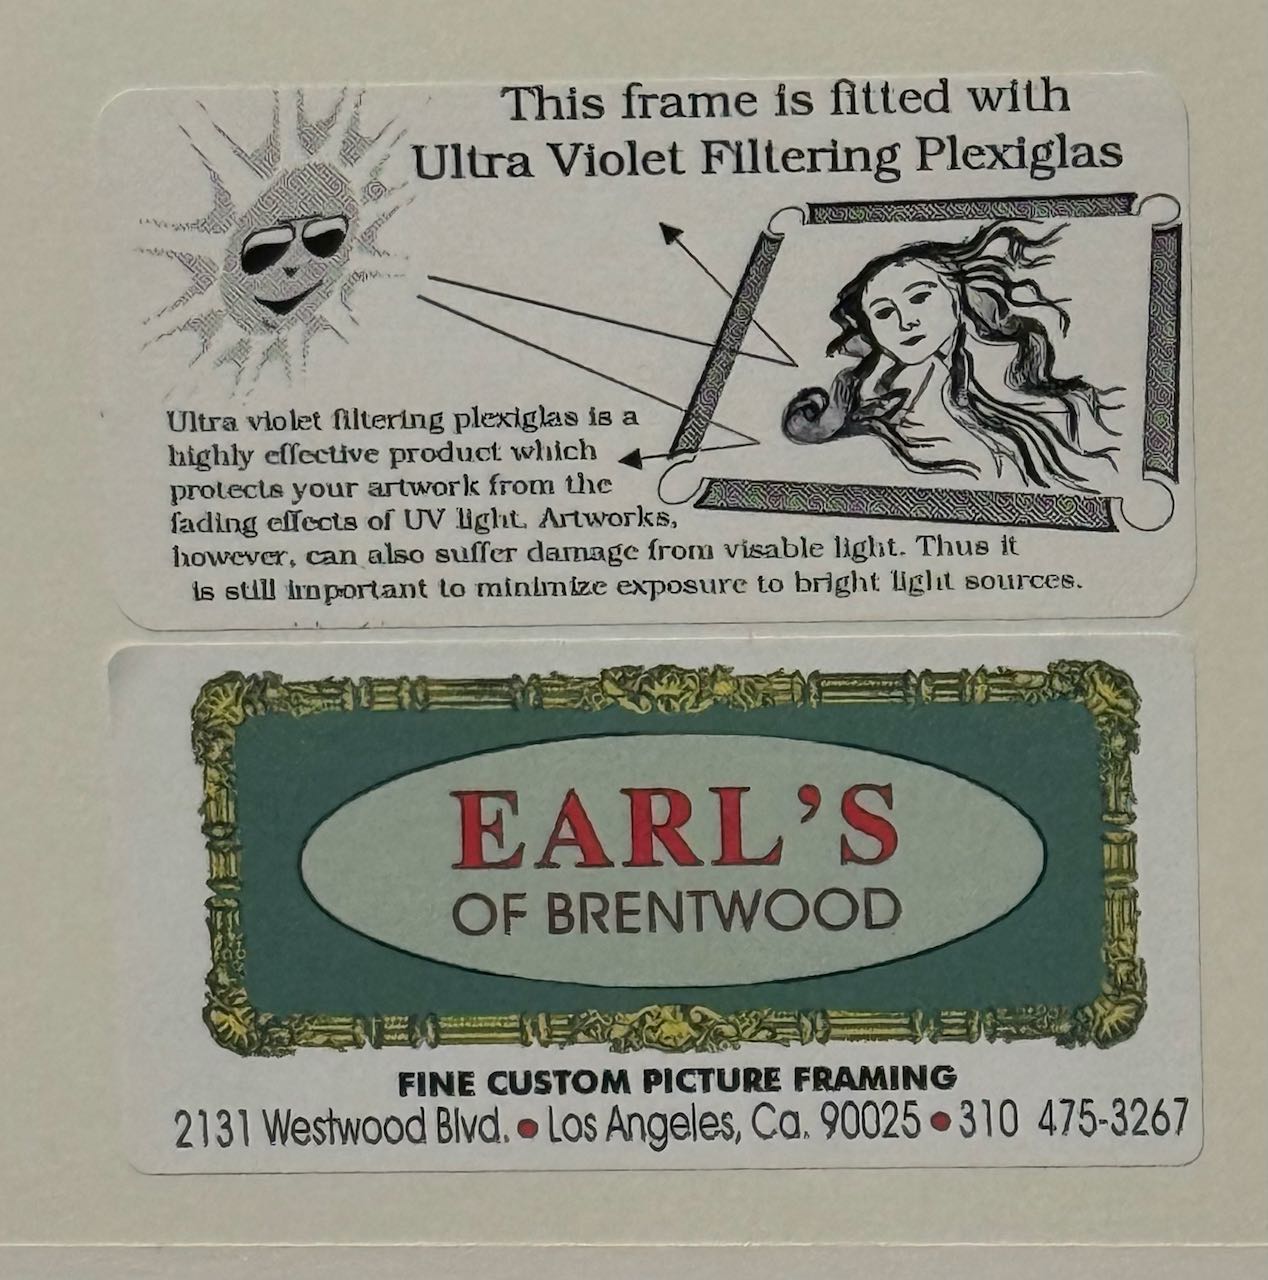 This frame is fitted with
Ultra Violet Filtering Plexiglas
Ultra violet filtering plexiglas is a
highly effective product which
protects your artwork from the
fading effects of UV light. Artworks,
however, can also suffer damage from visable light. Thus it
is still important to minimize exposure to bright light sources.
EARL'S
OF BRENTWOOD
FINE CUSTOM PICTURE FRAMING
2131 Westwood Blvd. • Los Angeles, Ca. 90025 • 310 475-3267